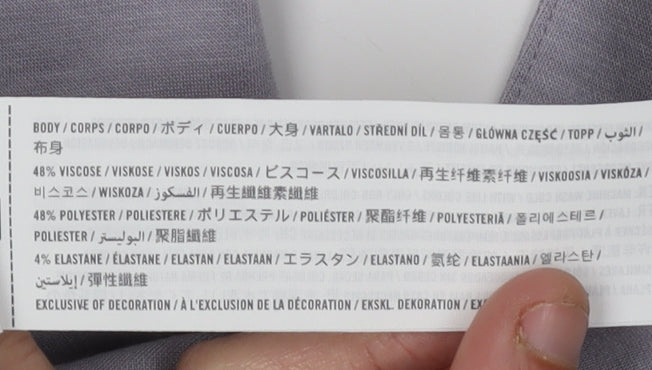 BODY / CORPS / CORPO / ボディ / CUERPO / 大身 / VARTALO / STŘEDNÍ DÍL / 몸통 / GŁÓWNA CZĘŚĆ / TOPP / الثوب /
布身
48% VISCOSE / VISKOSE / VISKOS / VISCOSA / ビスコース / VISCOSILLA / 再生纤维素纤维 / VISKOOSIA / VISKÓZA /
비스코스 / WISKOZA / الفسكوز / 再生纖維素纖維
48% POLYESTER / POLIESTERE / ポリエステル / POLIÉSTER / 聚酯纤维 / POLYESTERIÄ / 폴리에스테르 /
POLIESTER / البوليستر / 聚脂纖維
4% ELASTANE / ÉLASTANE / ELASTAN / ELASTAAN / エラスタン / ELASTANO / 氨纶 / ELASTAANIA / 엘라스탄 /
إيلاستين / 彈性纖維
EXCLUSIVE OF DECORATION / À L'EXCLUSION DE LA DÉCORATION / EKSKL. DEKORATION /